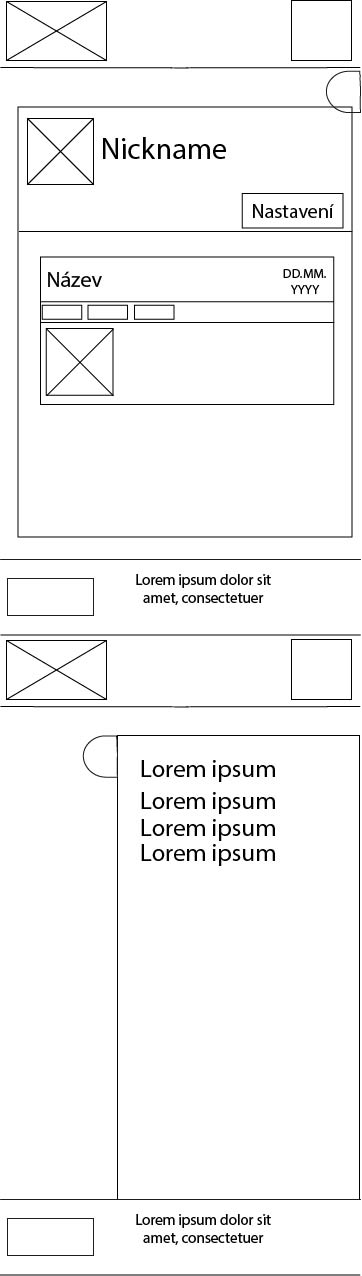 Nickname
Nastavení
Název
DD.MM.
YYYY
Lorem ipsum dolor sit
amet, consectetuer
Lorem ipsum
Lorem ipsum
Lorem ipsum
Lorem ipsum
Lorem ipsum dolor sit
amet, consectetuer